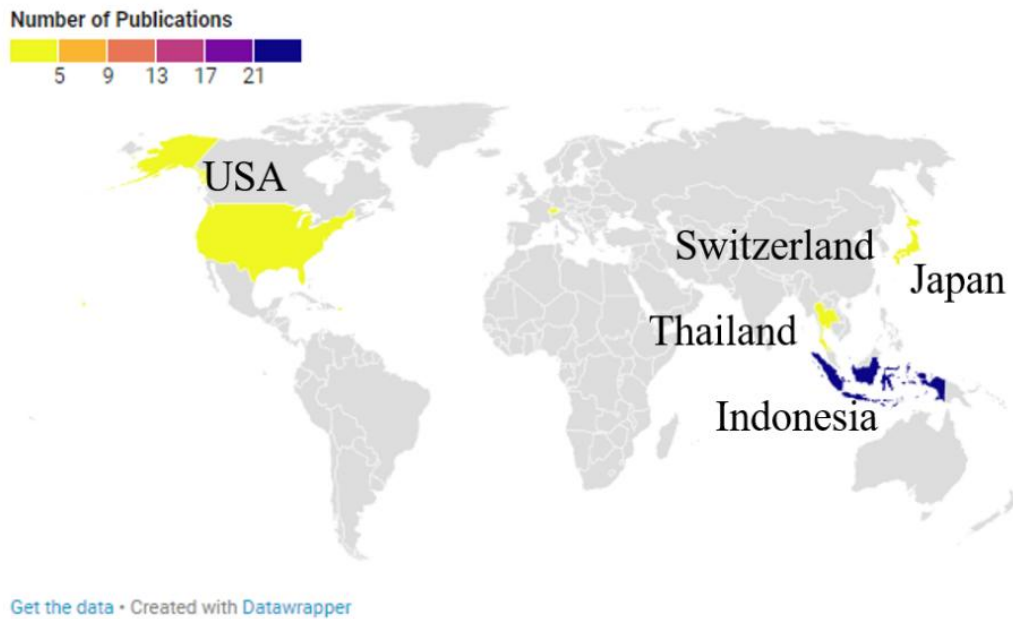 Number of Publications
5 9 13 17 21
USA
Switzerland
Japan
Thailand
Indonesia
Get the data • Created with Datawrapper